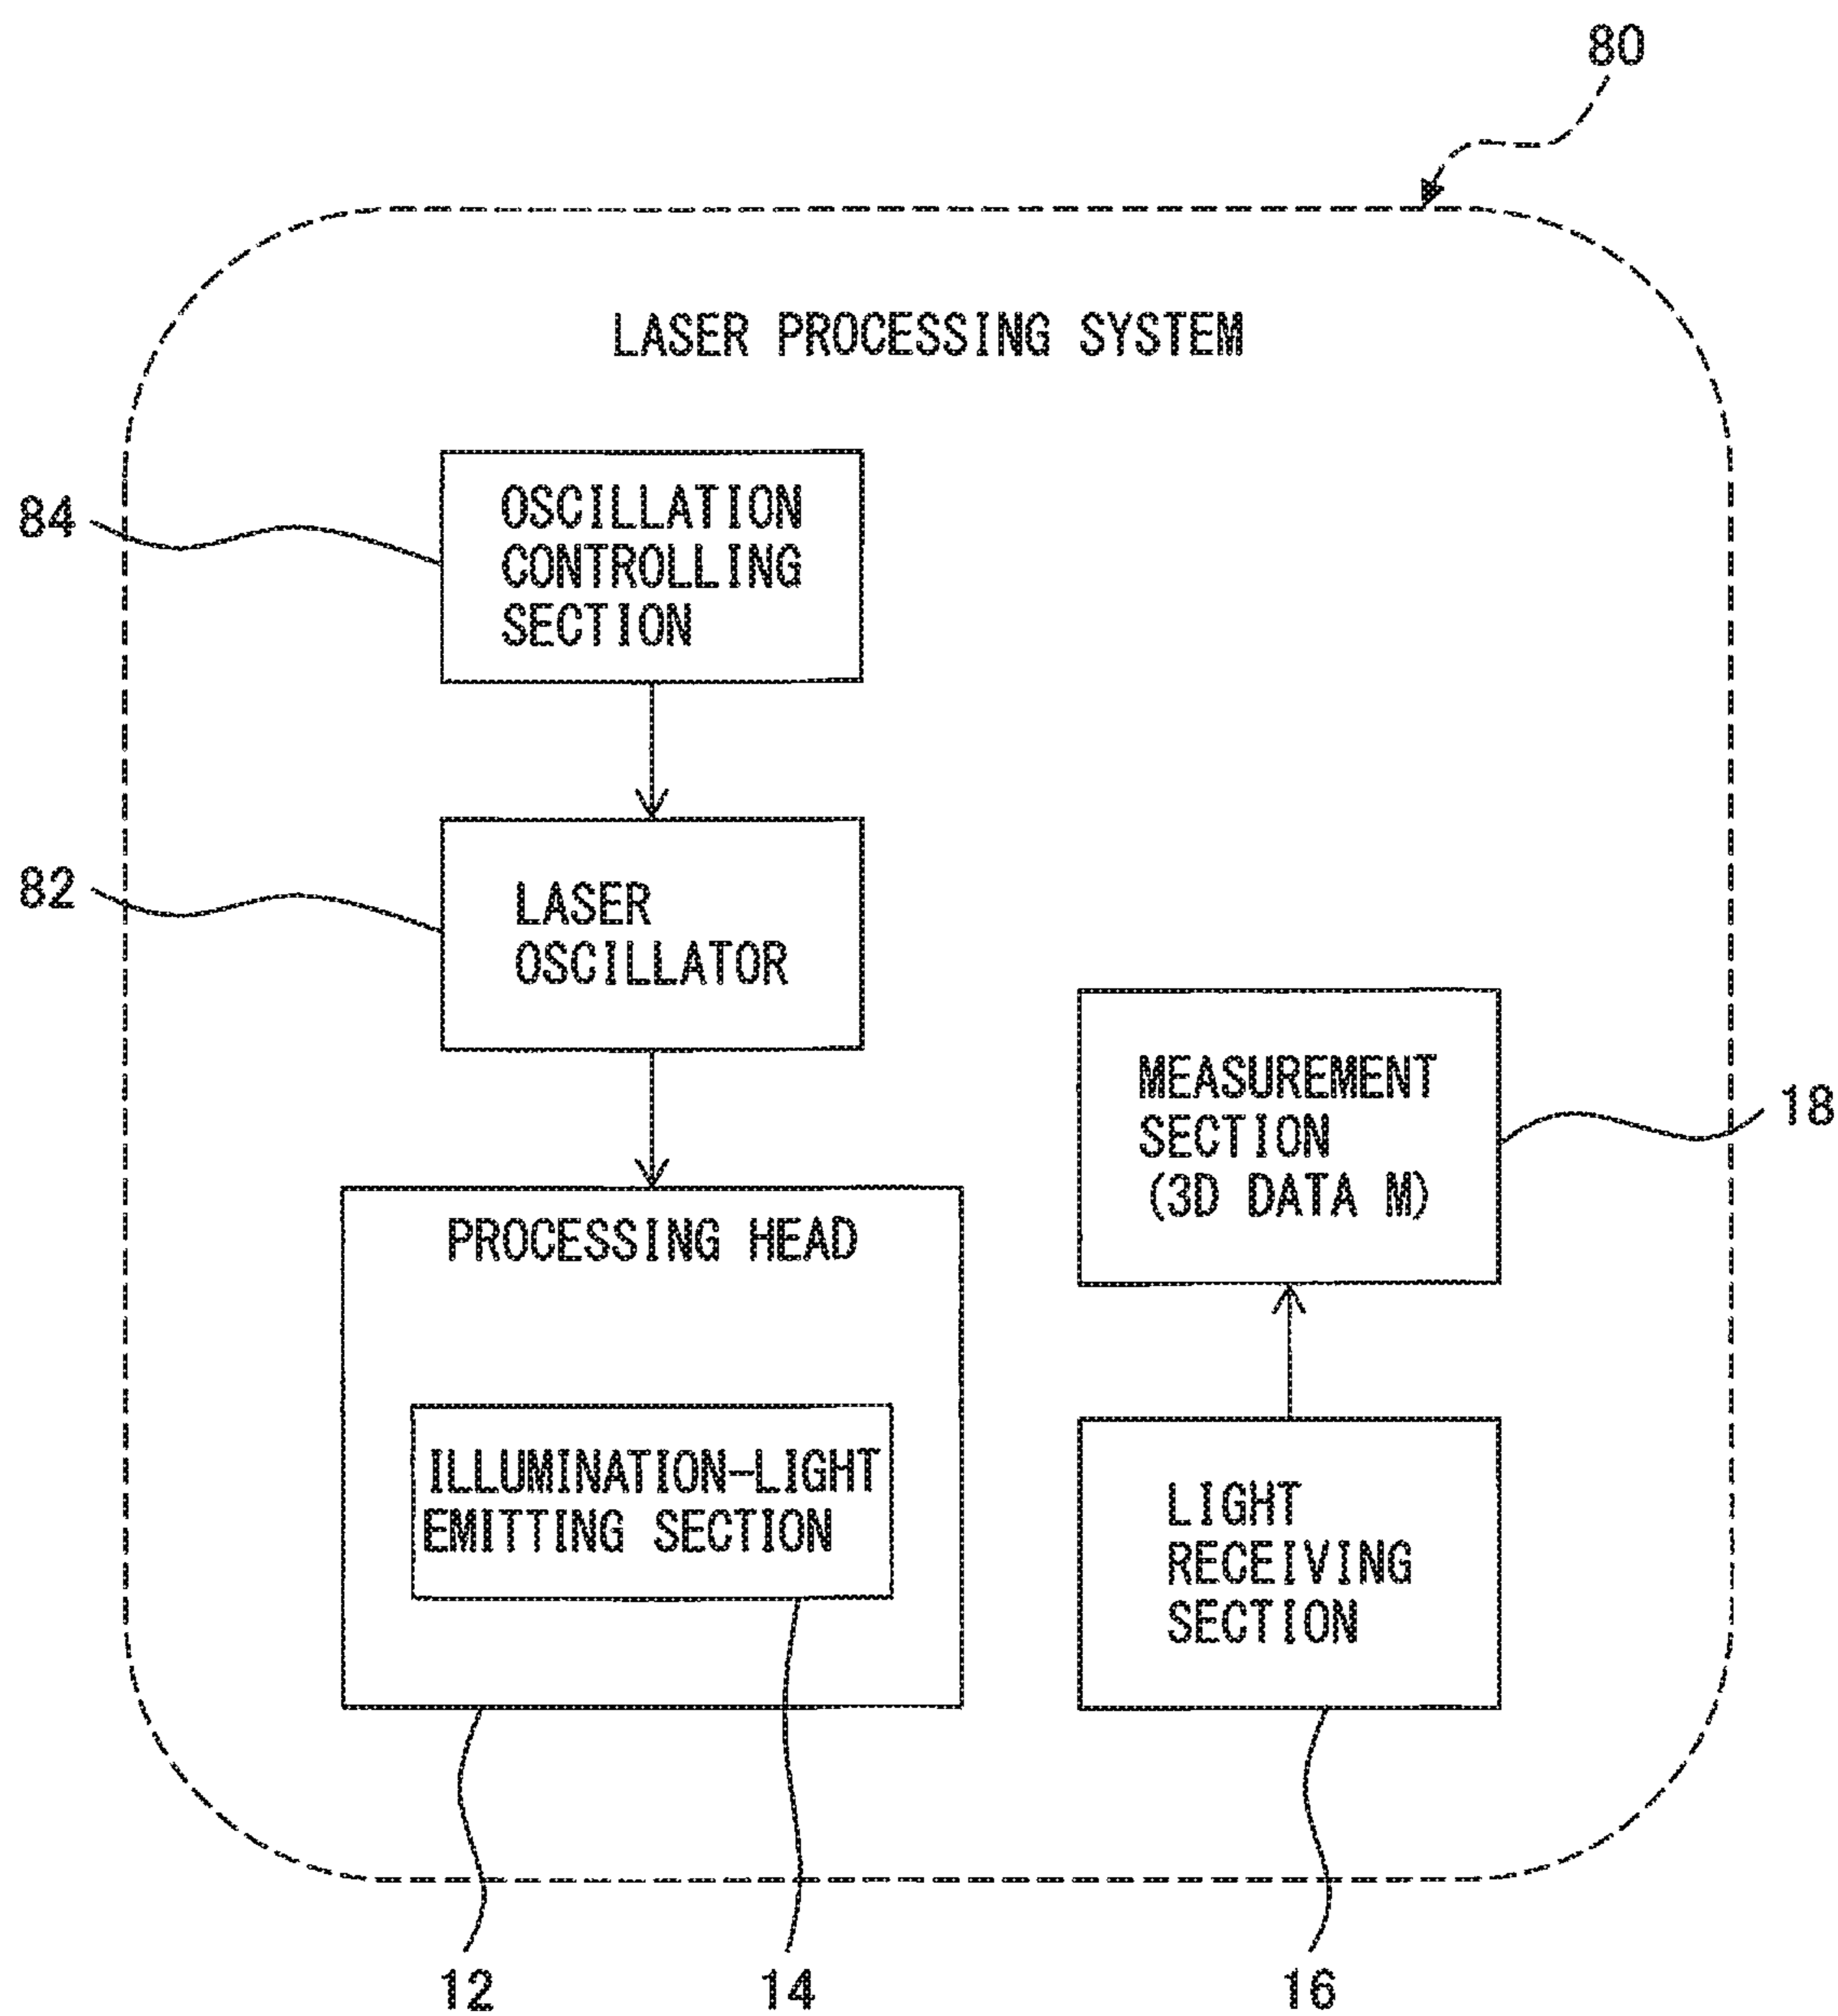 80
LASER PROCESSING SYSTEM
84
OSCILLATION
CONTROLLING
SECTION
82
LASER
OSCILLATOR
MEASUREMENT
SECTION
(3D DATA M)
18
PROCESSING HEAD
ILLUMINATION-LIGHT
EMITTING SECTION
LIGHT
RECEIVING
SECTION
12
14
16